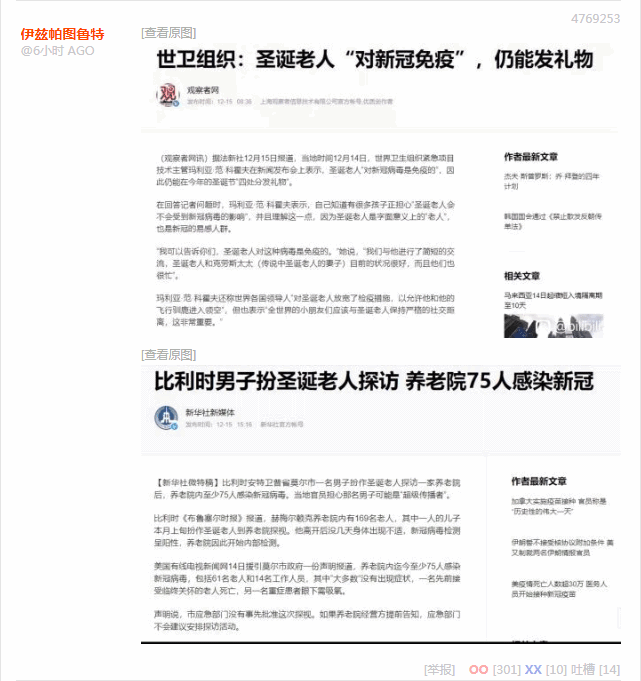 4769253
伊兹帕图鲁特
@6小时 AGO
[查看原图]
世卫组织：圣诞老人“对新冠免疫”，仍能发礼物
观察者网
发布时间：12-15
作者最新文章
（观察者网讯）据法新社12月15日报道，当地时间12月14日，世界卫生组织紧急项目
技术主管玛利亚·范·科霍夫在新闻发布会上表示，圣诞老人“对新冠病毒是免疫的”，因
此仍能在今年的圣诞节“四处分发礼物”。
在回答记者问题时，玛利亚·范·科霍夫表示，自己知道有很多孩子正担心“圣诞老人会
不会受到新冠病毒的影响”，并且理解这一点，因为圣诞老人是字面意义上的“老人”，
也是新冠的易感人群。
“我可以告诉你们，圣诞老人对这种病毒是免疫的。”她说，“我们与他进行了简短的交
流，圣诞老人和克劳斯太太（传说中圣诞老人的妻子）目前的状况很好，而且他们也
很忙”。
玛利亚·范·科霍夫还称世界各国领导人“对圣诞老人放宽了检疫措施，以允许他和他的
飞行驯鹿进入领空”，但也表示“全世界的小朋友们应该与圣诞老人保持严格的社交距
离，这非常重要。”
杰夫·斯普罗斯：乔·拜登的四年
计划
韩国国会通过《禁止散发反朝传
单法》
相关文章
马来西亚14日起缩短入境隔离期
至10天
bilibili
[查看原图]
比利时男子扮圣诞老人探访 养老院75人感染新冠
新华社新媒体
发布时间：12-15
新华社官方帐号
【新华社微特稿】比利时安特卫普省莫尔市一名男子扮作圣诞老人探访一家养老院
后，养老院内至少75人感染新冠病毒。当地官员担心那名男子可能是“超级传播者”。
比利时《布鲁塞尔时报》报道，赫梅尔赖克养老院内有169名老人，其中一人的儿子
本月上旬扮作圣诞老人到养老院探视。他离开后没几天身体出现不适，新冠病毒检测
呈阳性，养老院因此开始内部检测。
美国有线电视新闻网14日援引莫尔市政府一份声明报道，养老院内迄今至少75人感染
新冠病毒，包括61名老人和14名工作人员，其中“大多数”没有出现症状，一名先前接
受临终关怀的老人死亡，另一名重症患者眼下需吸氧。
声明说，市应急部门没有事先批准这次探视。如果养老院经营方提前告知，应急部门
不会建议安排探访活动。
作者最新文章
加拿大实施疫苗接种 官员称是
“历史性的伟大一天”
伊朗誓不接受核协议附加条件 美
又制裁两名伊朗情报官员
美疫情死亡人数超30万 医务人
员开始接种新冠疫苗
[举报] OO [301] XX [10] 吐槽 [14]